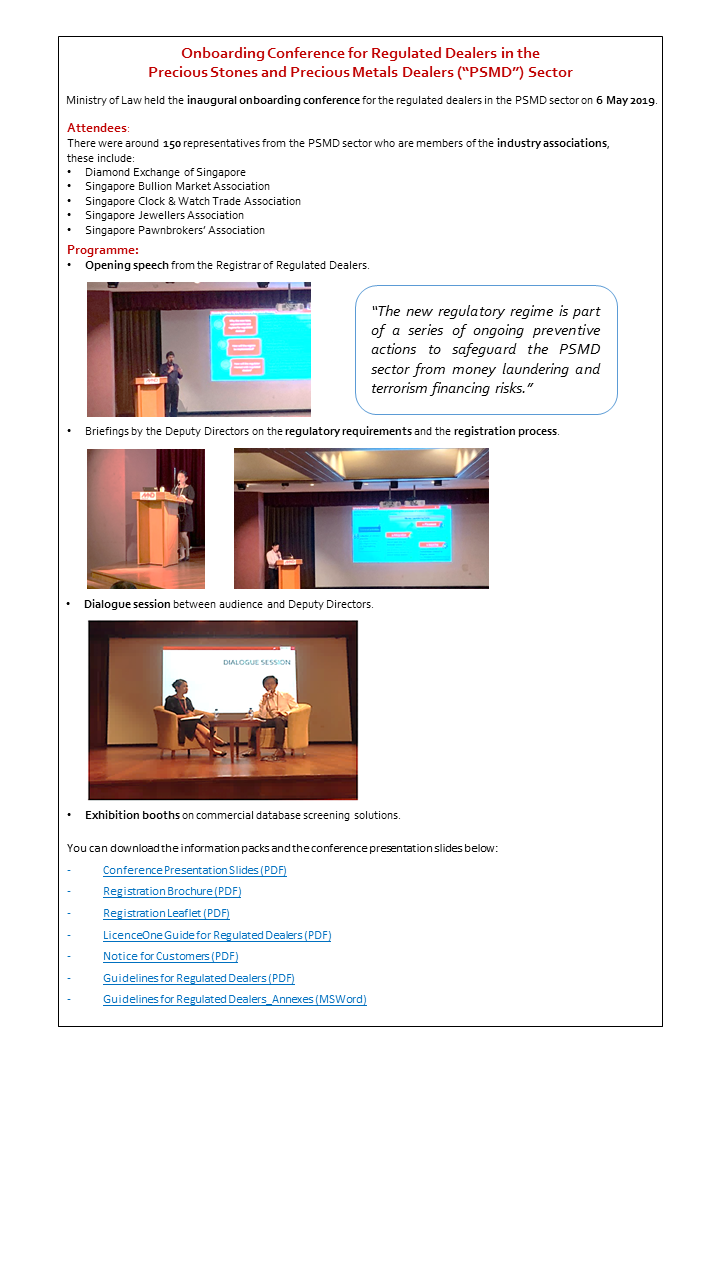 Onboarding Conference for Regulated Dealers in the
Precious Stones and Precious Metals Dealers (“PSMD”) Sector
Ministry of Law held the inaugural onboarding conference for the regulated dealers in the PSMD sector on 6 May 2019.
Attendees:
There were around 150 representatives from the PSMD sector who are members of the industry associations,
these include:
• Diamond Exchange of Singapore
• Singapore Bullion Market Association
• Singapore Clock & Watch Trade Association
• Singapore Jewellers Association
• Singapore Pawnbrokers’ Association
Programme:
• Opening speech from the Registrar of Regulated Dealers.
“The new regulatory regime is part
of a series of ongoing preventive
actions to safeguard the PSMD
sector from money laundering and
terrorism financing risks.”
• Briefings by the Deputy Directors on the regulatory requirements and the registration process.
• Dialogue session between audience and Deputy Directors.
DIALOGUE SESSION
• Exhibition booths on commercial database screening solutions.
You can download the information packs and the conference presentation slides below:
- Conference Presentation Slides (PDF)
- Registration Brochure (PDF)
- Registration Leaflet (PDF)
- LicenceOne Guide for Regulated Dealers (PDF)
- Notice for Customers (PDF)
- Guidelines for Regulated Dealers (PDF)
- Guidelines for Regulated Dealers_Annexes (MSWord)